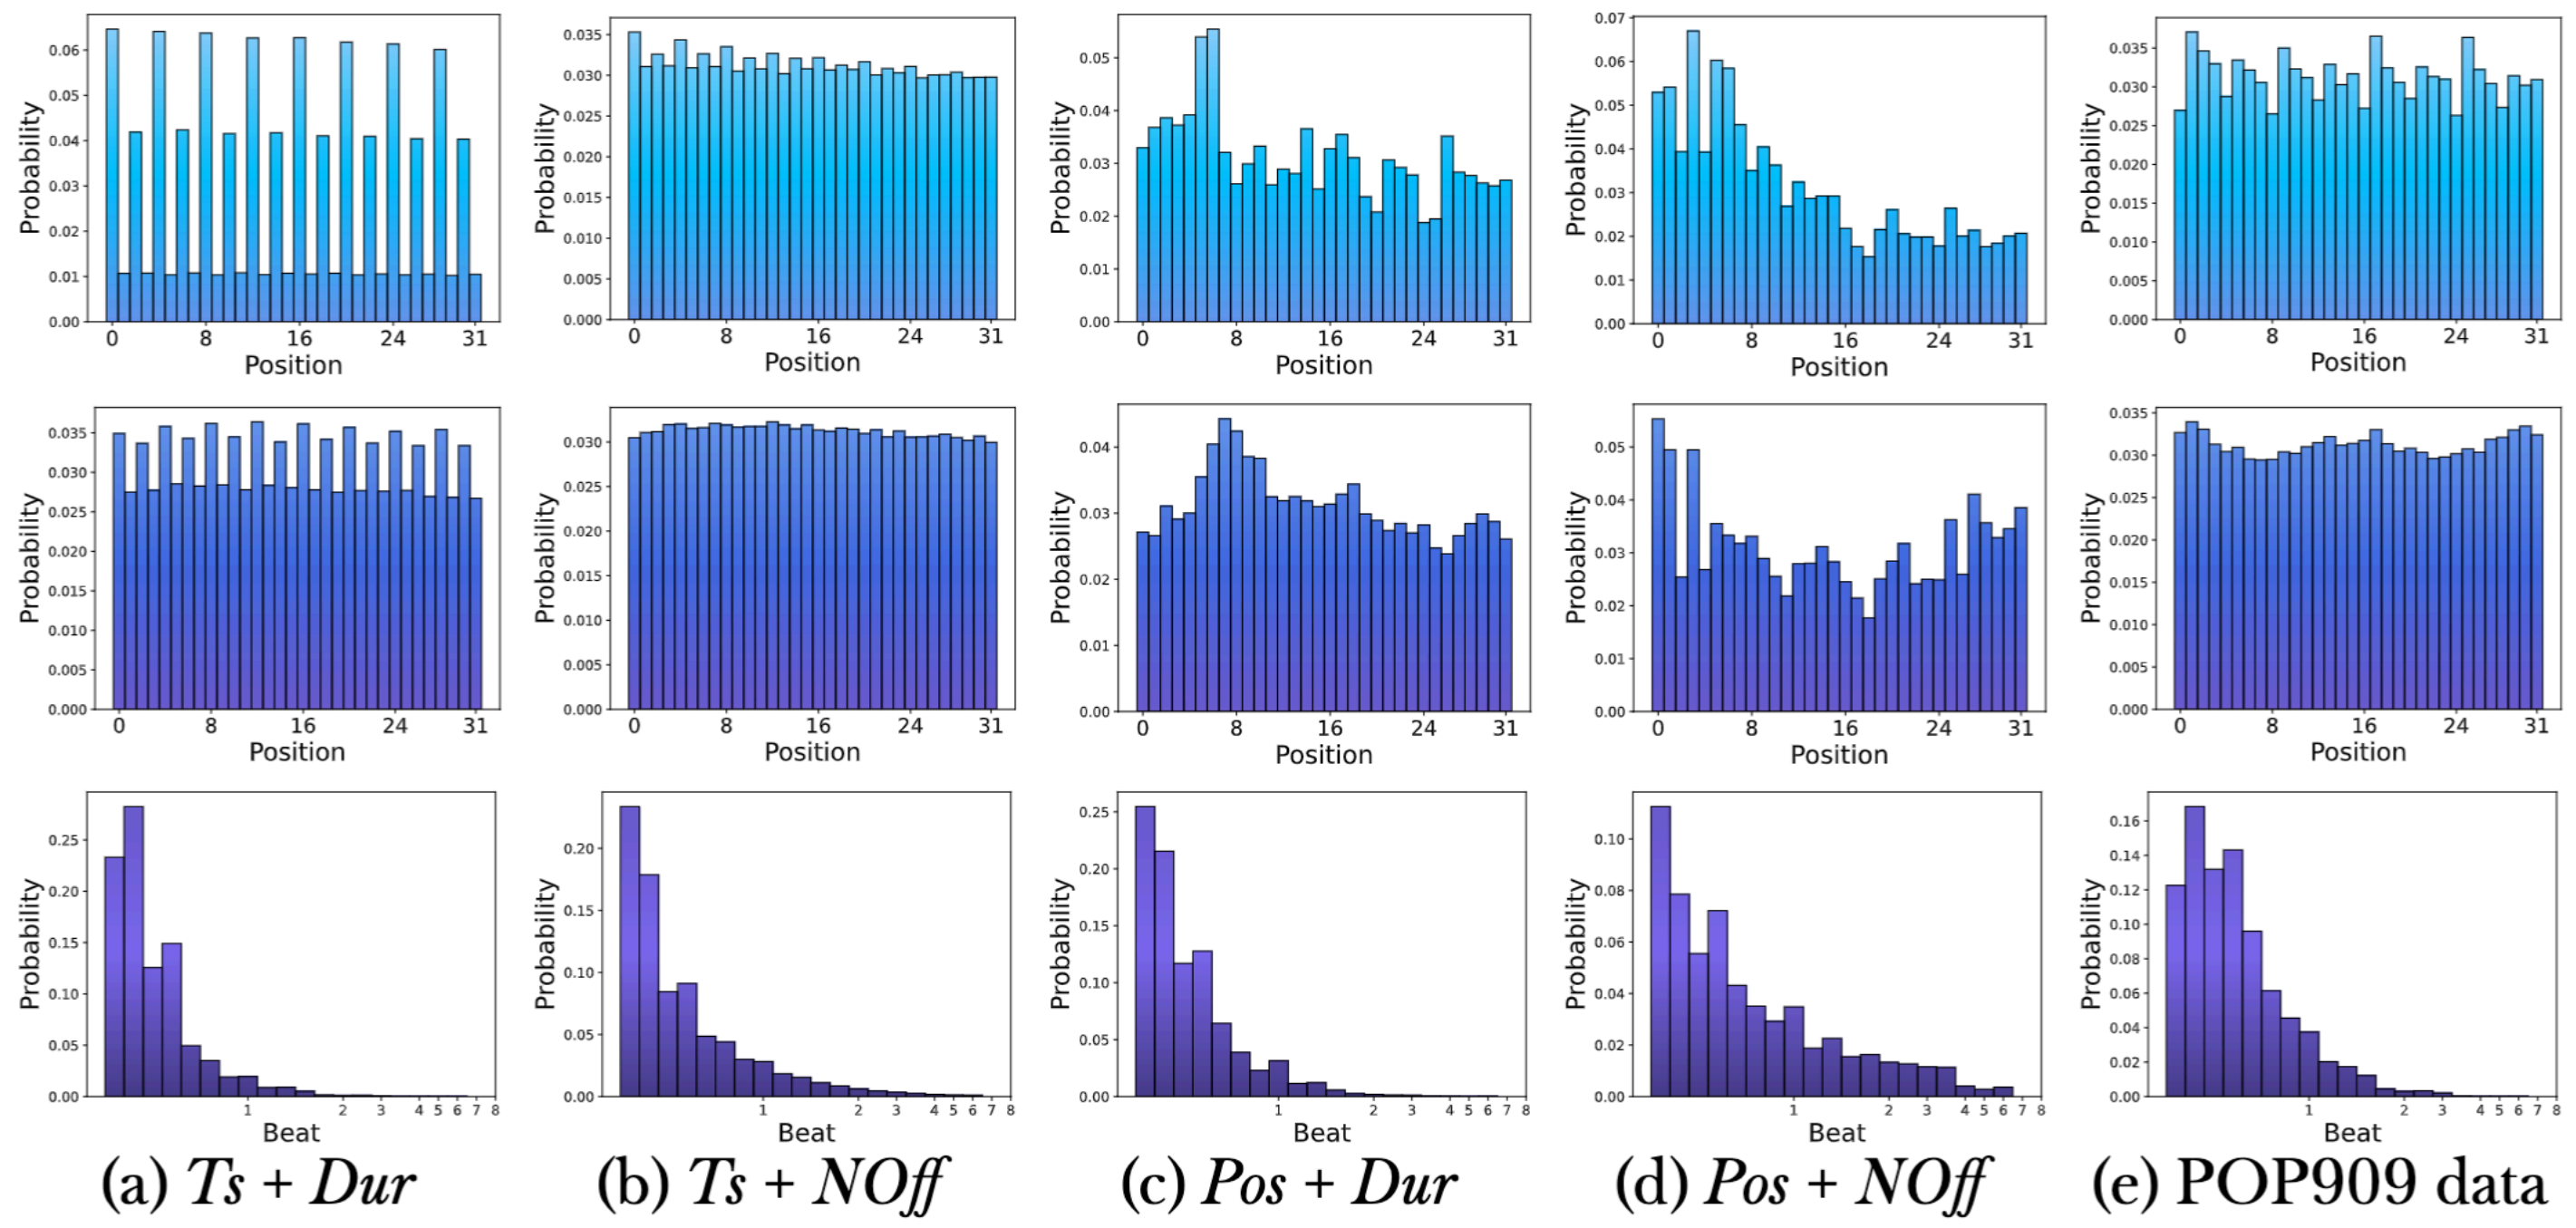 0.06
0.05
0.04
0.03
0.02
0.01
0.00
Probability
0 8 16 24 31
Position
0.035
0.030
0.025
0.020
0.015
0.010
0.005
0.000
Probability
0 8 16 24 31
Position
0.05
0.04
0.03
0.02
0.01
0.00
Probability
0 8 16 24 31
Position
0.07
0.06
0.05
0.04
0.03
0.02
0.01
0.00
Probability
0 8 16 24 31
Position
0.035
0.030
0.025
0.020
0.015
0.010
0.005
0.000
Probability
0 8 16 24 31
Position
0.035
0.030
0.025
0.020
0.015
0.010
0.005
0.000
Probability
0 8 16 24 31
Position
0.030
0.025
0.020
0.015
0.010
0.005
0.000
Probability
0 8 16 24 31
Position
0.04
0.03
0.02
0.01
0.00
Probability
0 8 16 24 31
Position
0.05
0.04
0.03
0.02
0.01
0.00
Probability
0 8 16 24 31
Position
0.035
0.030
0.025
0.020
0.015
0.010
0.005
0.000
Probability
0 8 16 24 31
Position
0.25
0.20
0.15
0.10
0.05
0.00
Probability
1 2 3 4 5 6 7 8
Beat
0.20
0.15
0.10
0.05
0.00
Probability
1 2 3 4 5 6 7 8
Beat
0.25
0.20
0.15
0.10
0.05
0.00
Probability
1 2 3 4 5 6 7 8
Beat
0.10
0.08
0.06
0.04
0.02
0.00
Probability
1 2 3 4 5 6 7 8
Beat
0.16
0.14
0.12
0.10
0.08
0.06
0.04
0.02
0.00
Probability
1 2 3 4 5 6 7 8
Beat
(a) Ts + Dur
(b) Ts + NOff
(c) Pos + Dur
(d) Pos + NOff
(e) POP909 data